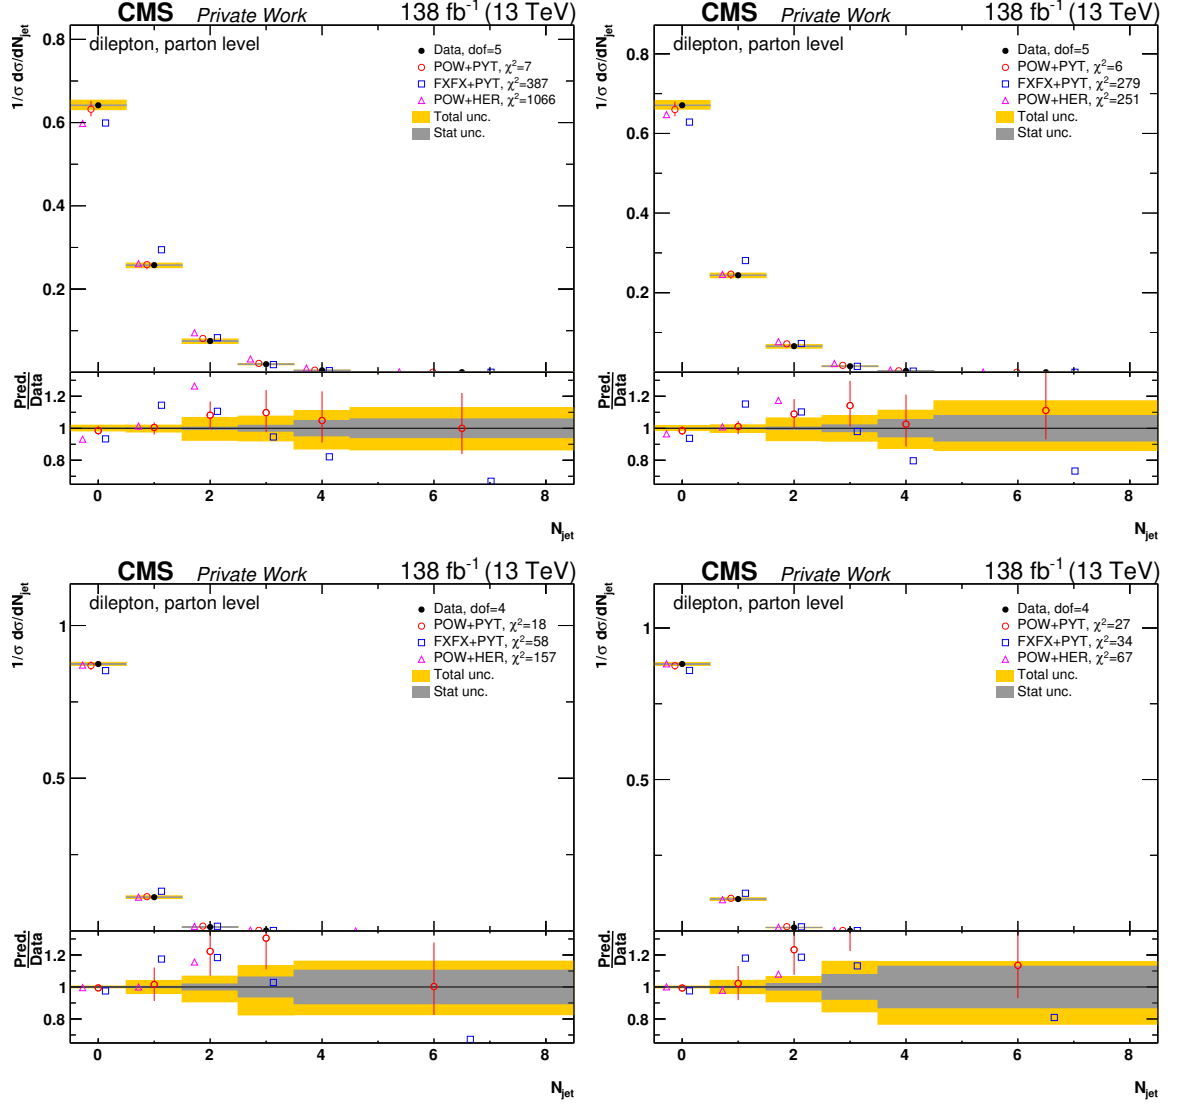 CMS Private Work 138 fb⁻¹ (13 TeV)
1/σ dσ/dN_jet
dilepton, parton level
Data, dof=5
POW+PYT, χ²=7
FXFX+PYT, χ²=387
POW+HER, χ²=1066
Total unc.
Stat unc.
0.8
0.6
0.4
0.2
Pred.
Data
1.2
1
0.8
0 2 4 6 8
N_jet
CMS Private Work 138 fb⁻¹ (13 TeV)
1/σ dσ/dN_jet
dilepton, parton level
Data, dof=5
POW+PYT, χ²=6
FXFX+PYT, χ²=279
POW+HER, χ²=251
Total unc.
Stat unc.
0.8
0.6
0.4
0.2
Pred.
Data
1.2
1
0.8
0 2 4 6 8
N_jet
CMS Private Work 138 fb⁻¹ (13 TeV)
1/σ dσ/dN_jet
dilepton, parton level
Data, dof=4
POW+PYT, χ²=18
FXFX+PYT, χ²=58
POW+HER, χ²=157
Total unc.
Stat unc.
1
0.5
Pred.
Data
1.2
1
0.8
0 2 4 6 8
N_jet
CMS Private Work 138 fb⁻¹ (13 TeV)
1/σ dσ/dN_jet
dilepton, parton level
Data, dof=4
POW+PYT, χ²=27
FXFX+PYT, χ²=34
POW+HER, χ²=67
Total unc.
Stat unc.
1
0.5
Pred.
Data
1.2
1
0.8
0 2 4 6 8
N_jet